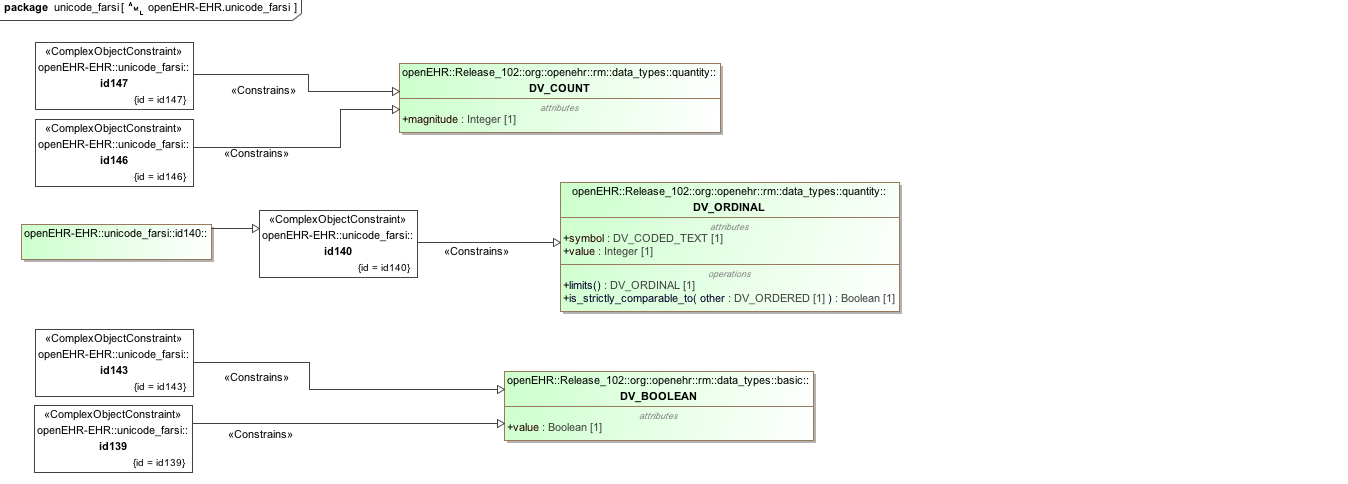 package unicode_farsi[ AML openEHR-EHR.unicode_farsi ]
«ComplexObjectConstraint»
openEHR-EHR::unicode_farsi::
id147
{id = id147}
«Constrains»
openEHR::Release_102::org::openehr::rm::data_types::quantity::
DV_COUNT
attributes
+magnitude : Integer [1]
«ComplexObjectConstraint»
openEHR-EHR::unicode_farsi::
id146
{id = id146}
«Constrains»
openEHR-EHR::unicode_farsi::id140::
«ComplexObjectConstraint»
openEHR-EHR::unicode_farsi::
id140
{id = id140}
«Constrains»
openEHR::Release_102::org::openehr::rm::data_types::quantity::
DV_ORDINAL
attributes
+symbol : DV_CODED_TEXT [1]
+value : Integer [1]
operations
+limits() : DV_ORDINAL [1]
+is_strictly_comparable_to( other : DV_ORDERED [1] ) : Boolean [1]
«ComplexObjectConstraint»
openEHR-EHR::unicode_farsi::
id143
{id = id143}
«Constrains»
openEHR::Release_102::org::openehr::rm::data_types::basic::
DV_BOOLEAN
attributes
+value : Boolean [1]
«ComplexObjectConstraint»
openEHR-EHR::unicode_farsi::
id139
{id = id139}
«Constrains»